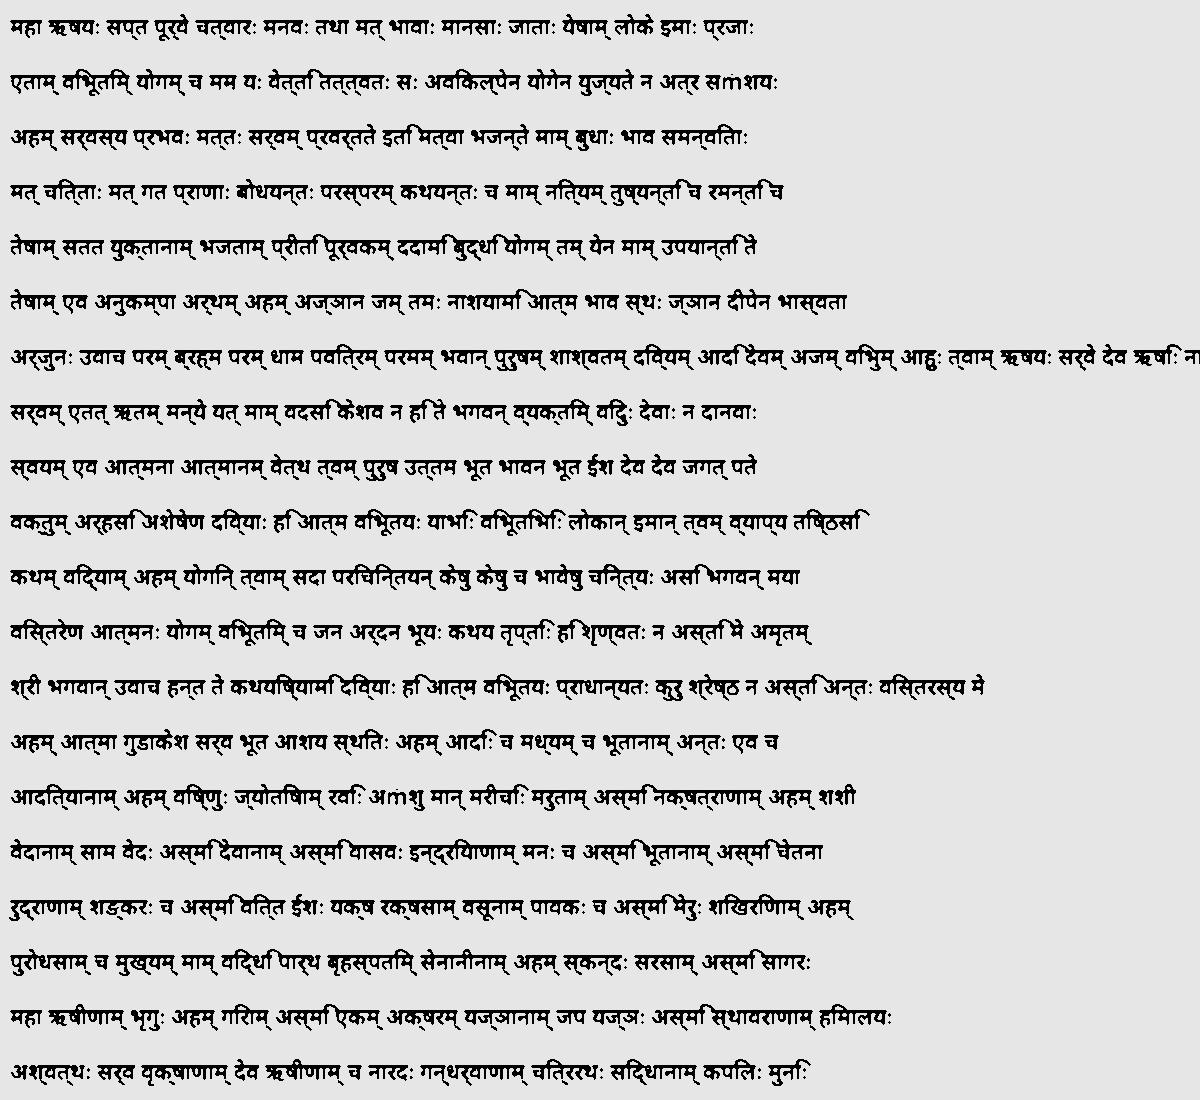 महा ऋषयः सप्त पूर्ये चत्वारः मनवः तथा मत् भावाः मानसाः जाताः येषाम् लोके इमाः प्रजाः
एताम् विभूतिम् योगम् च मम यः वेत्ति तत्त्वतः सः अविकल्पेन योगेन युज्यते न अत्र सṁशयः
अहम् सर्वस्य प्रभवः मत्तः सर्वम् प्रवर्तते इति मत्वा भजन्ते माम् बुधाः भाव समन्विताः
मत् चित्ताः मत् गत प्राणाः बोधयन्तः परस्परम् कथयन्तः च माम् नित्यम् तुष्यन्ति च रमन्ति च
तेषाम् सतत युक्तानाम् भजताम् प्रीति पूर्वकम् ददामि बुद्धि योगम् तम् येन माम् उपयान्ति ते
तेषाम् एव अनुकम्पा अर्थम् अहम् अज्ञान जम् तमः नाशयामि आत्म भाव स्थः ज्ञान दीपेन भास्वता
अर्जुनः उवाच परम् ब्रह्म परम् धाम पवित्रम् परमम् भवान् पुरुषम् शाश्वतम् दिव्यम् आदि देवम् अजम् विभुम् आहुः त्वाम् ऋषयः सर्वे देव ऋषिः ना
सर्वम् एतत् ऋतम् मन्ये यत् माम् वदसि केशव न हि ते भगवन् व्यक्तिम् विदुः देवाः न दानवाः
स्वयम् एव आत्मना आत्मानम् वेत्थ त्वम् पुरुष उत्तम भूत भावन भूत ईश देव देव जगत् पते
वक्तुम् अर्हसि अशेषेण दिव्याः हि आत्म विभूतयः याभिः विभूतिभिः लोकान् इमान् त्वम् व्याप्य तिष्ठसि
कथम् विद्याम् अहम् योगिन् त्वाम् सदा परिचिन्तयन् केषु केषु च भावेषु चिन्त्यः असि भगवन् मया
विस्तरेण आत्मनः योगम् विभूतिम् च जन अर्दन भूयः कथय तृप्तिः हि शृण्वतः न अस्ति मे अमृतम्
श्री भगवान् उवाच हन्त ते कथयिष्यामि दिव्याः हि आत्म विभूतयः प्राधान्यतः कुरु श्रेष्ठ न अस्ति अन्तः विस्तरस्य मे
अहम् आत्मा गुडाकेश सर्व भूत आशय स्थितः अहम् आदिः च मध्यम् च भूतानाम् अन्तः एव च
आदित्यानाम् अहम् विष्णुः ज्योतिषाम् रविः अṁशु मान् मरीचिः मरुताम् अस्मि नक्षत्राणाम् अहम् शशी
वेदानाम् साम वेदः अस्मि देवानाम् अस्मि वासवः इन्द्रियाणाम् मनः च अस्मि भूतानाम् अस्मि चेतना
रुद्राणाम् शङ्करः च अस्मि वित्त ईशः यक्ष रक्षसाम् वसूनाम् पावकः च अस्मि मेरुः शिखरिणाम् अहम्
पुरोधसाम् च मुख्यम् माम् विद्धि पार्थ बृहस्पतिम् सेनानीनाम् अहम् स्कन्दः सरसाम् अस्मि सागरः
महा ऋषीणाम् भृगुः अहम् गिराम् अस्मि एकम् अक्षरम् यज्ञानाम् जप यज्ञः अस्मि स्थावराणाम् हिमालयः
अश्वत्थः सर्व वृक्षाणाम् देव ऋषीणाम् च नारदः गन्धर्वाणाम् चित्ररथः सिद्धानाम् कपिलः मुनिः